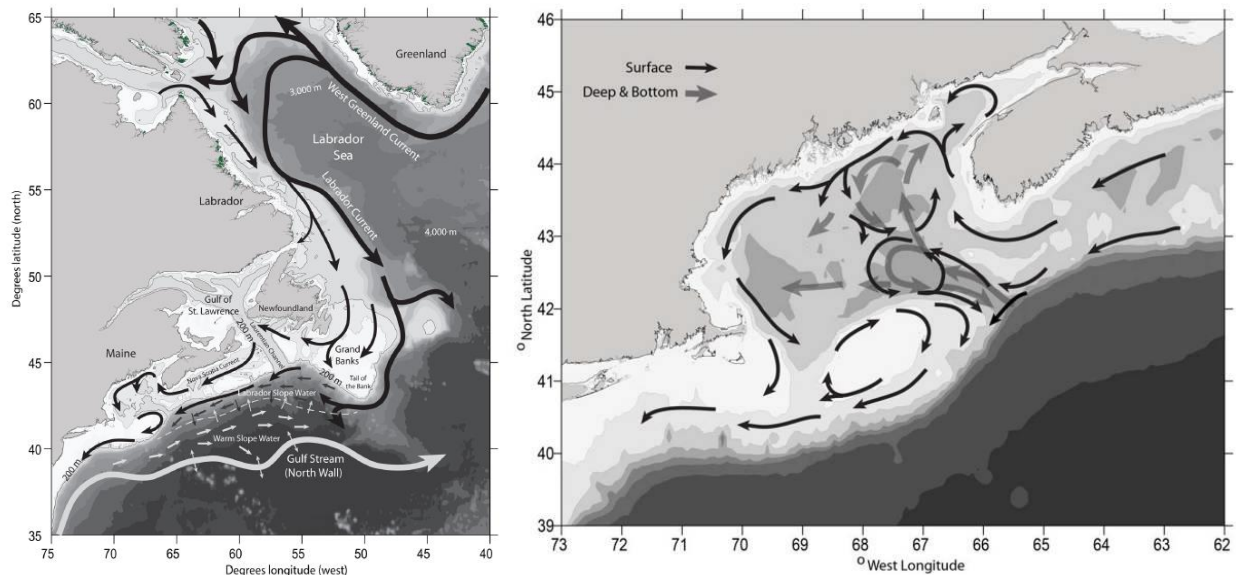 65
60
55
50
45
40
35
75
70
65
60
55
50
45
40
Degrees latitude (north)
Degrees longitude (west)
Greenland
3,000 m
West Greenland Current
Labrador
Sea
Labrador Current
Labrador
4,000 m
Gulf of
St. Lawrence
Newfoundland
200 m
Laurentian Channel
Maine
Nova Scotia Current
Grand
Banks
200 m
Tail of
the Bank
Labrador Slope Water
Warm Slope Water
200 m
Gulf Stream
(North Wall)
46
45
44
43
42
41
40
39
73
72
71
70
69
68
67
66
65
64
63
62
o North Latitude
o West Longitude
Surface
Deep & Bottom